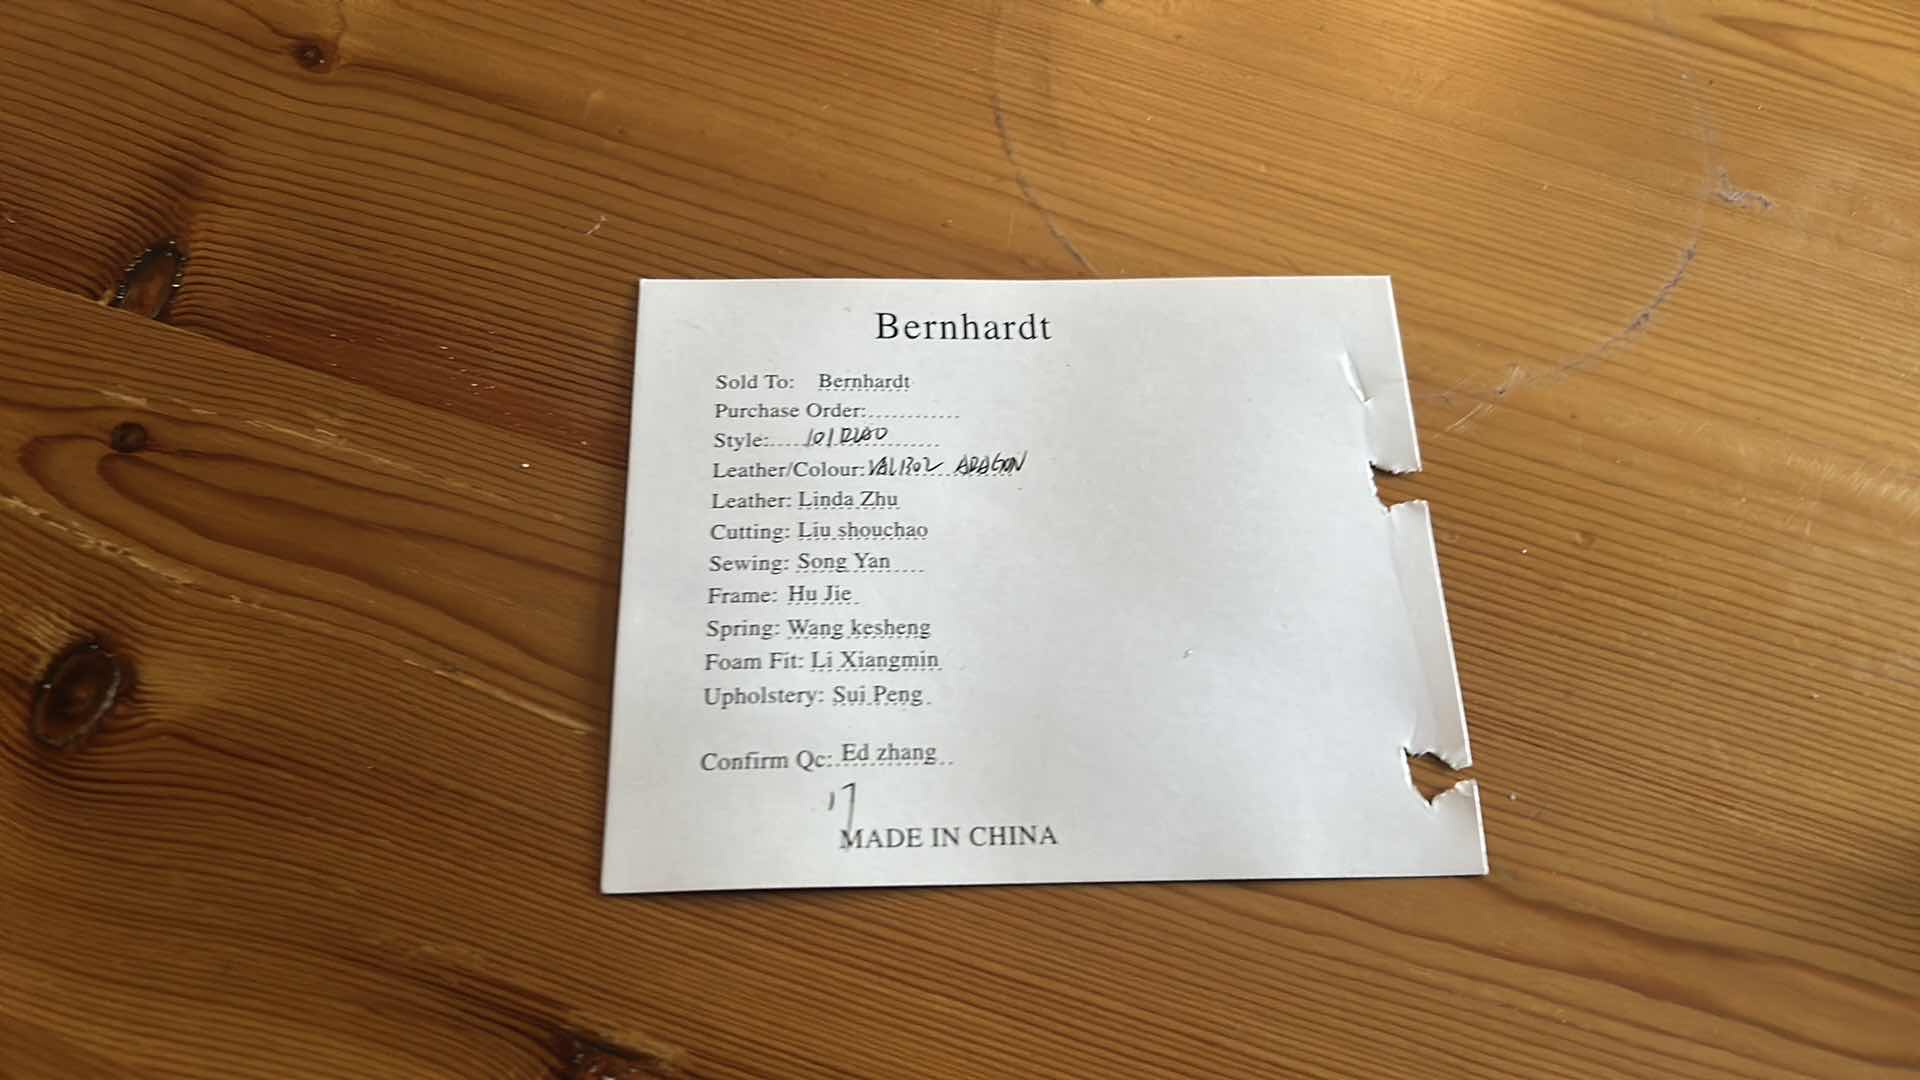 Bernhardt
Sold To: Bernhardt
Purchase Order:............
Style:
Leather/Colour:
Leather: Linda Zhu
Cutting: Liu shouchao
Sewing: Song Yan
Frame: Hu Jie
Spring: Wang kesheng
Foam Fit: Li Xiangmin
Upholstery: Sui Peng
Confirm Qc: Ed zhang
17
MADE IN CHINA